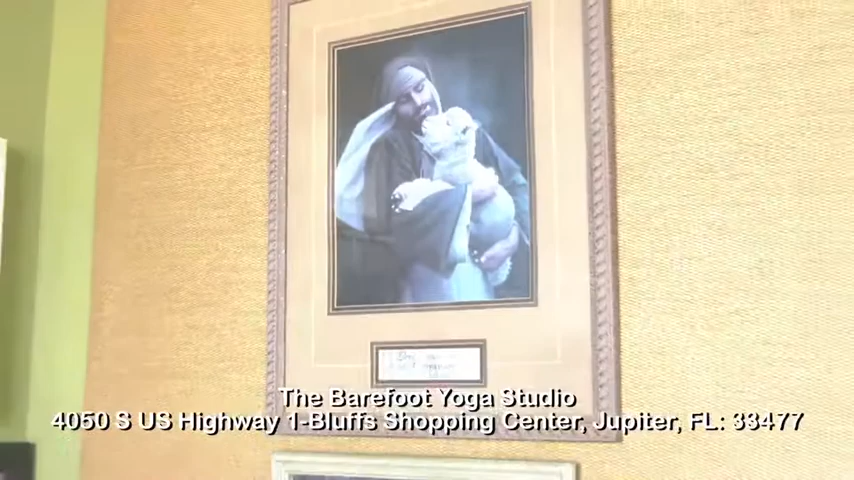 The Barefoot Yoga Studio
4050 S US Highway 1-Bluffs Shopping Center, Jupiter, FL: 33477